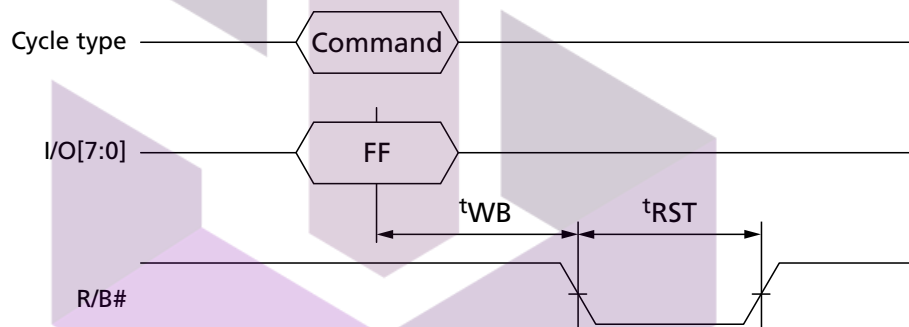 Cycle type Command
I/O[7:0] FF
tWB tRST
R/B#